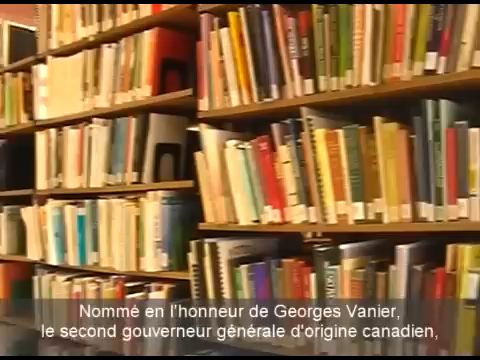 Nommé en l'honneur de Georges Vanier,
le second gouverneur générale d'origine canadien,